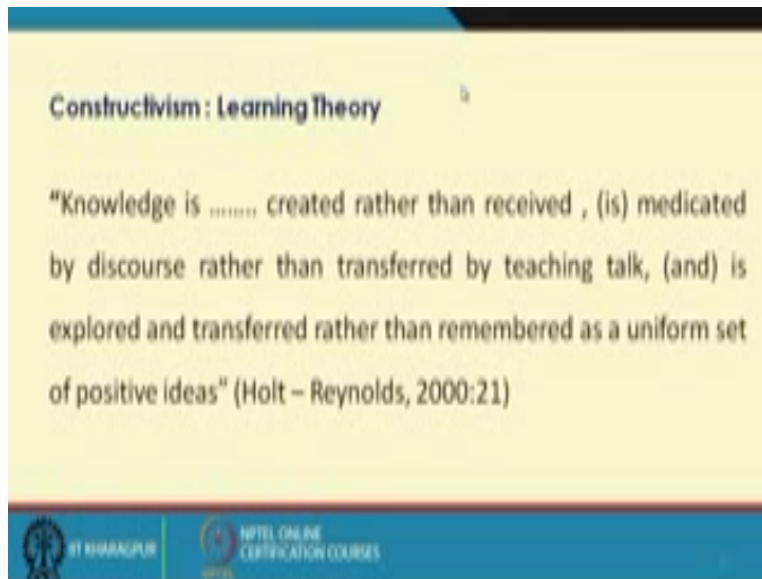 Constructivism : Learning Theory
“Knowledge is ........ created rather than received , (is) medicated
by discourse rather than transferred by teaching talk, (and) is
explored and transferred rather than remembered as a uniform set
of positive ideas” (Holt – Reynolds, 2000:21)
IIT KHARAGPUR
NPTEL ONLINE
CERTIFICATION COURSES
NPTEL